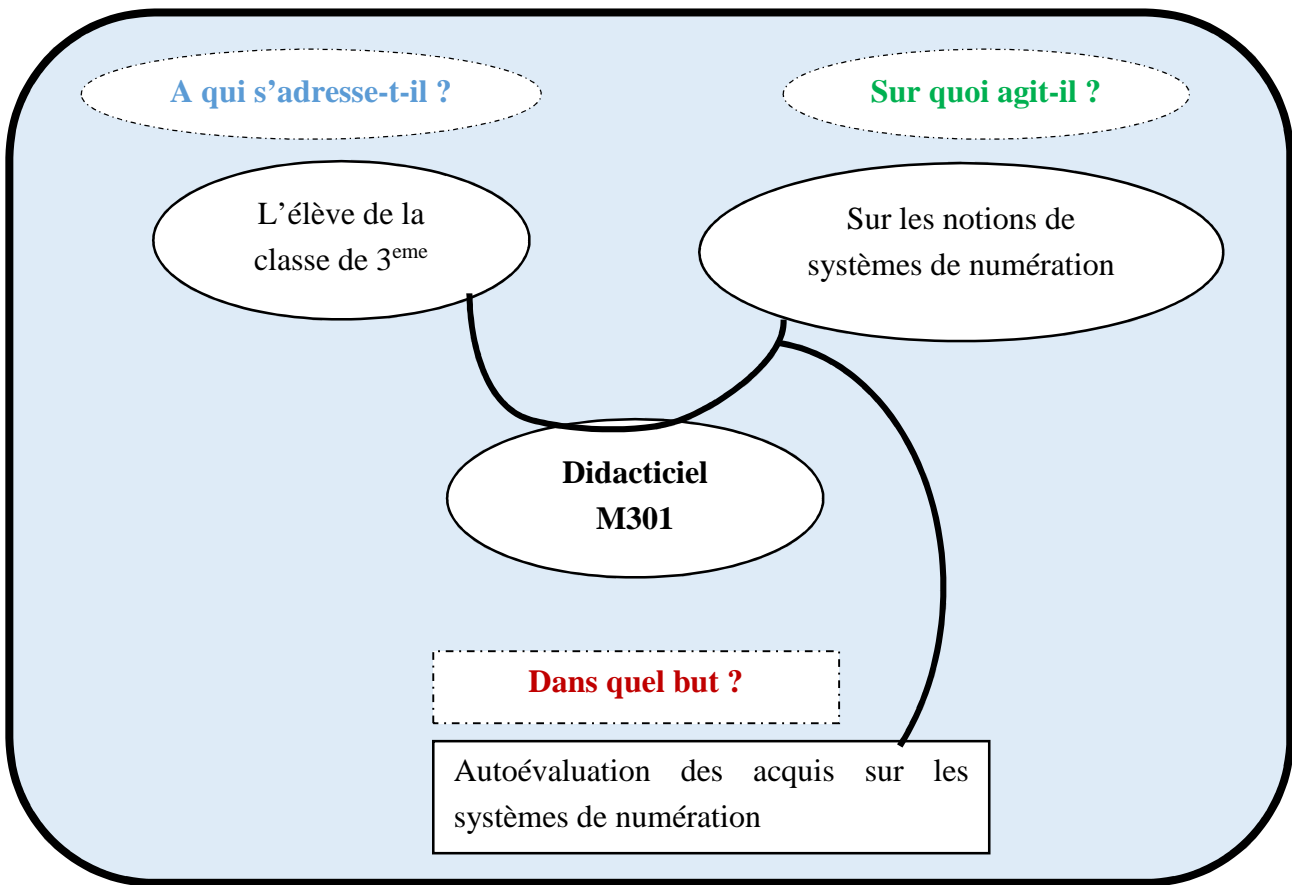 A qui s'adresse-t-il ?
Sur quoi agit-il ?
L'élève de la
classe de 3eme
Sur les notions de
systèmes de numération
Didacticiel
M301
Dans quel but ?
Autoévaluation des acquis sur les
systèmes de numération